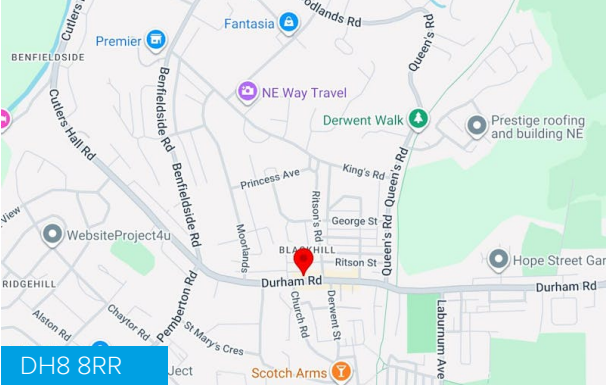 Cutlers H
oodlands Rd
Fantasia
Queen's Rd
Premier
BENFIELDSIDE
NE Way Travel
Cutlers Hall Rd
Benfieldside Rd
Derwent Walk
Prestige roofing
and building NE
King's Rd
Princess Ave
Queen's Rd
Ritson's Rd
George St
View
WebsiteProject4u
Benfieldside Rd
Moorlands
BLACKHILL
Ritson St
Queen's Rd
Hope Street Gar
RIDGEHILL
Durham Rd
Durham Rd
Pemberton Rd
Church Rd
Derwent St
Laburnum Ave
Alston Rd
Chaytor Rd
St Mary's Cres
DH8 8RR
ject
Scotch Arms